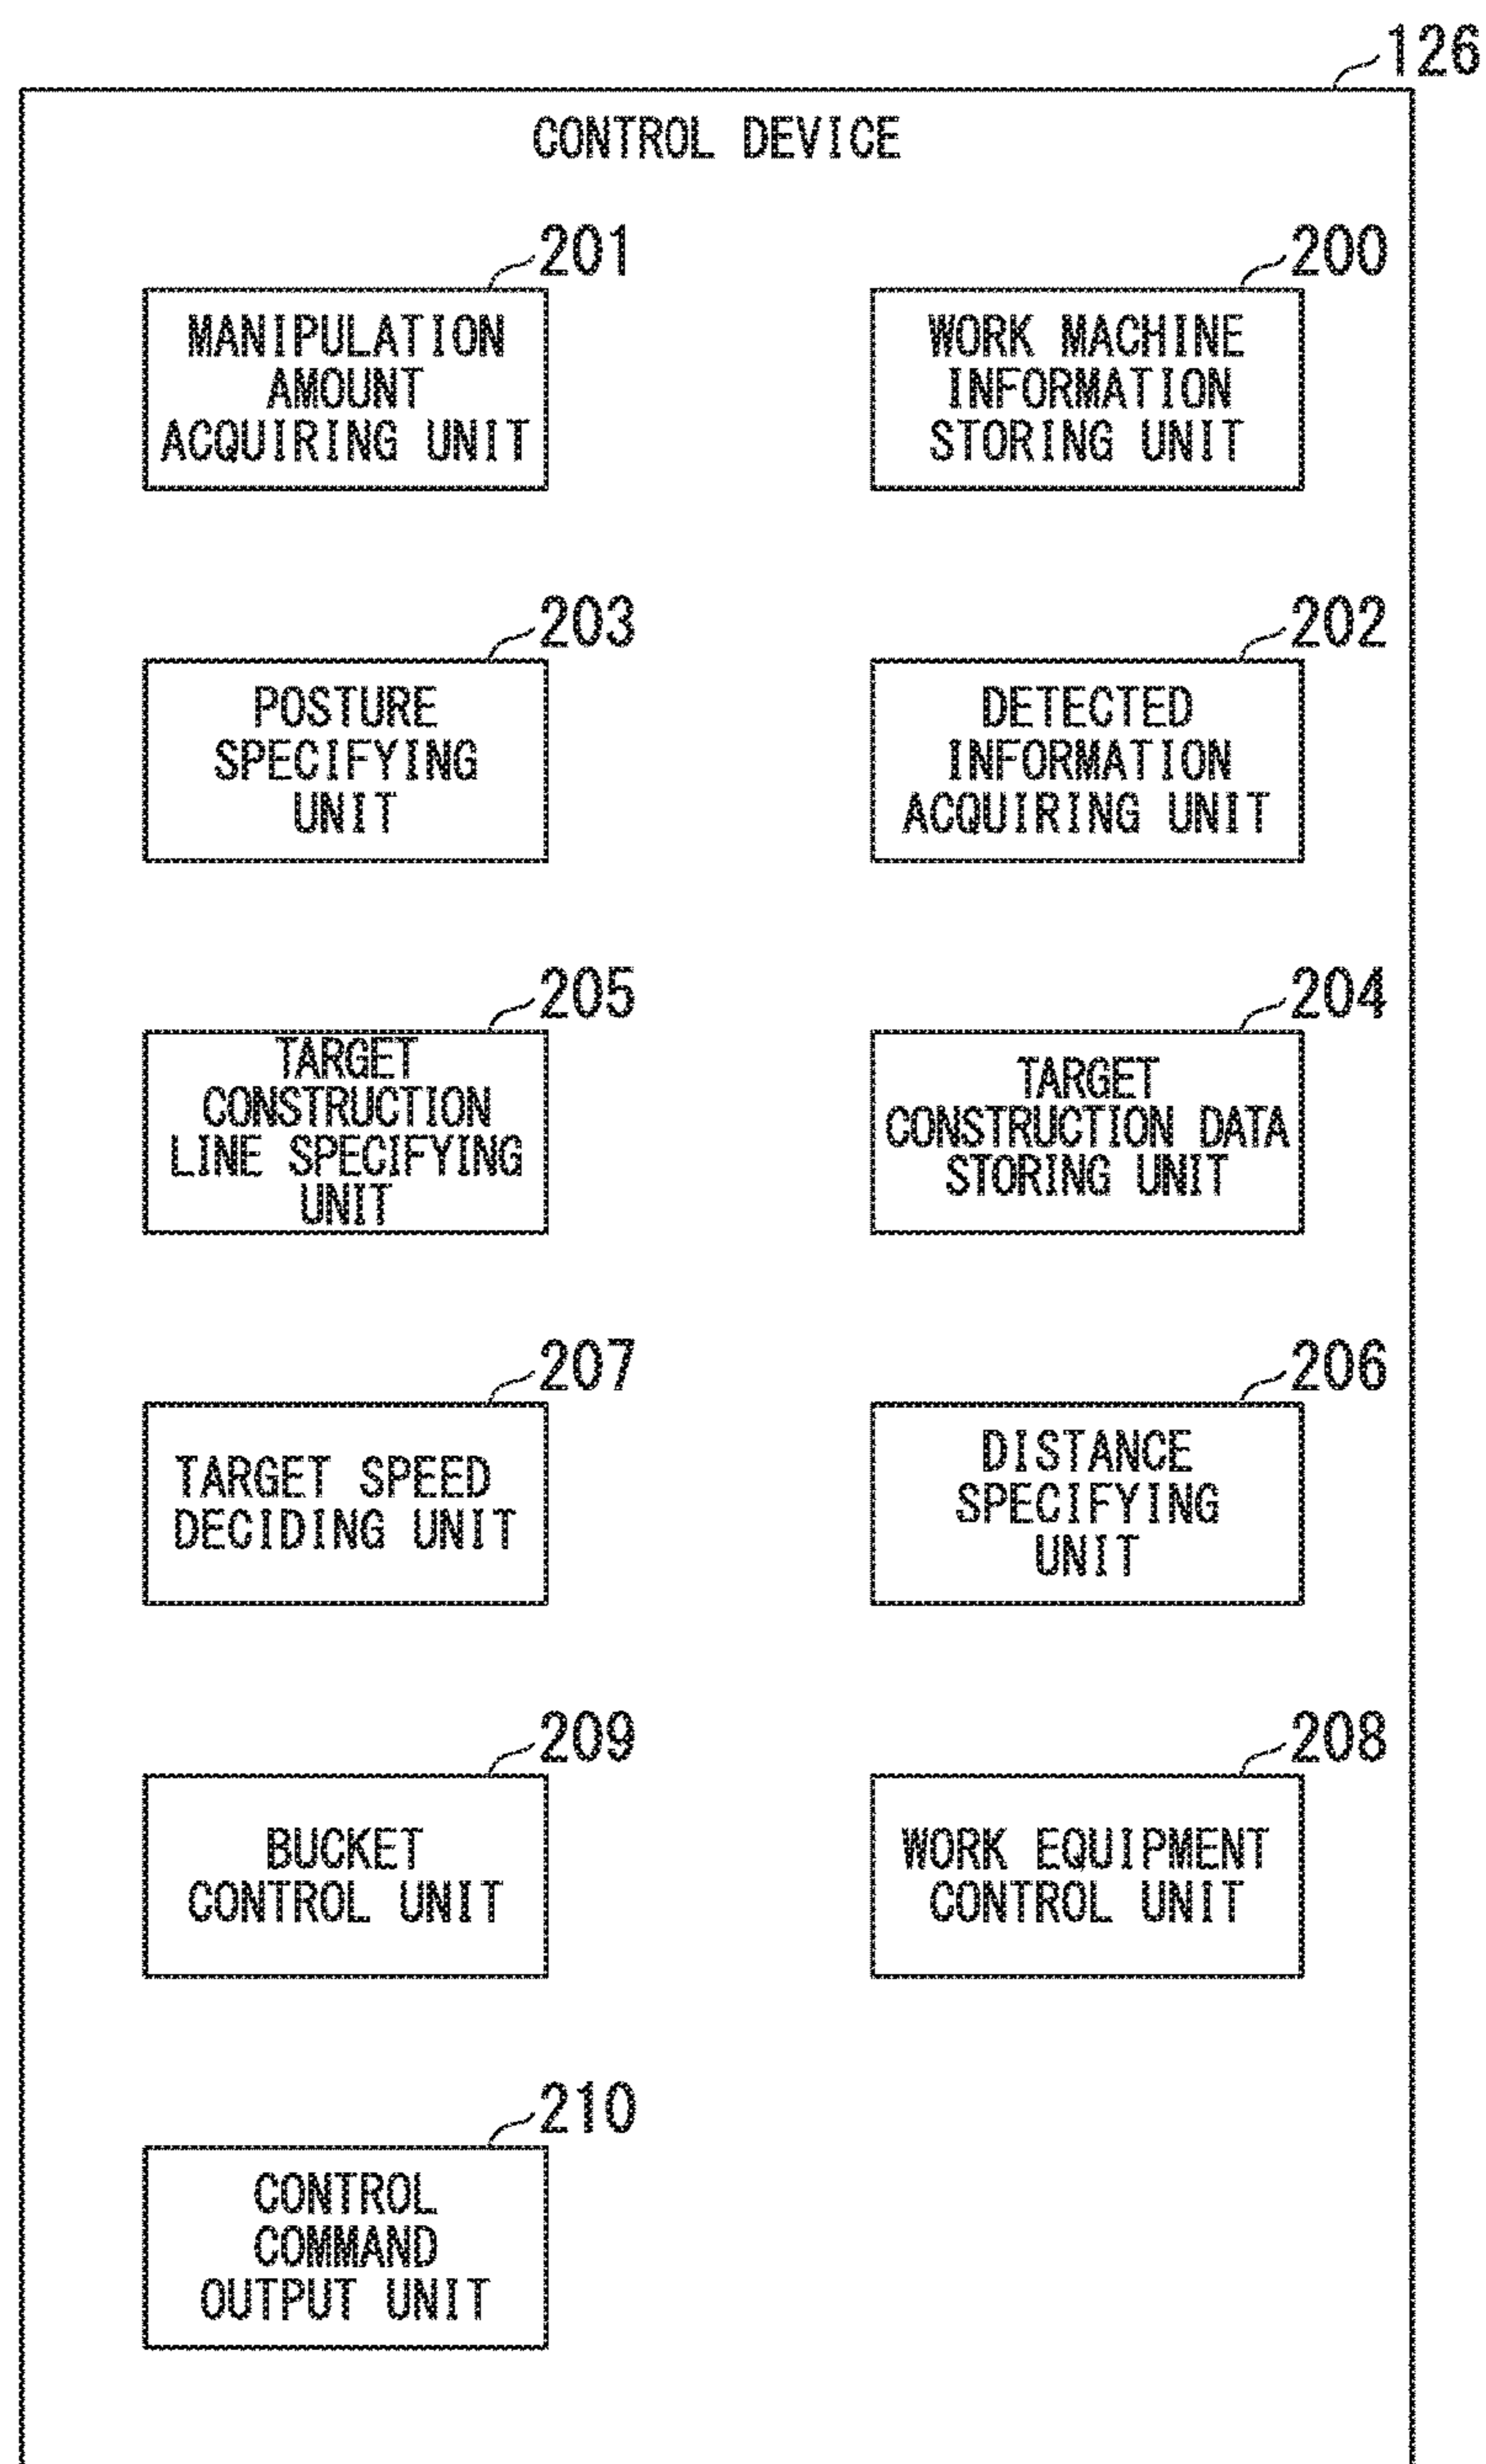 126
CONTROL DEVICE
201
MANIPULATION
AMOUNT
ACQUIRING UNIT
200
WORK MACHINE
INFORMATION
STORING UNIT
203
POSTURE
SPECIFYING
UNIT
202
DETECTED
INFORMATION
ACQUIRING UNIT
205
TARGET
CONSTRUCTION
LINE SPECIFYING
UNIT
204
TARGET
CONSTRUCTION DATA
STORING UNIT
207
TARGET SPEED
DECIDING UNIT
206
DISTANCE
SPECIFYING
UNIT
209
BUCKET
CONTROL UNIT
208
WORK EQUIPMENT
CONTROL UNIT
210
CONTROL
COMMAND
OUTPUT UNIT